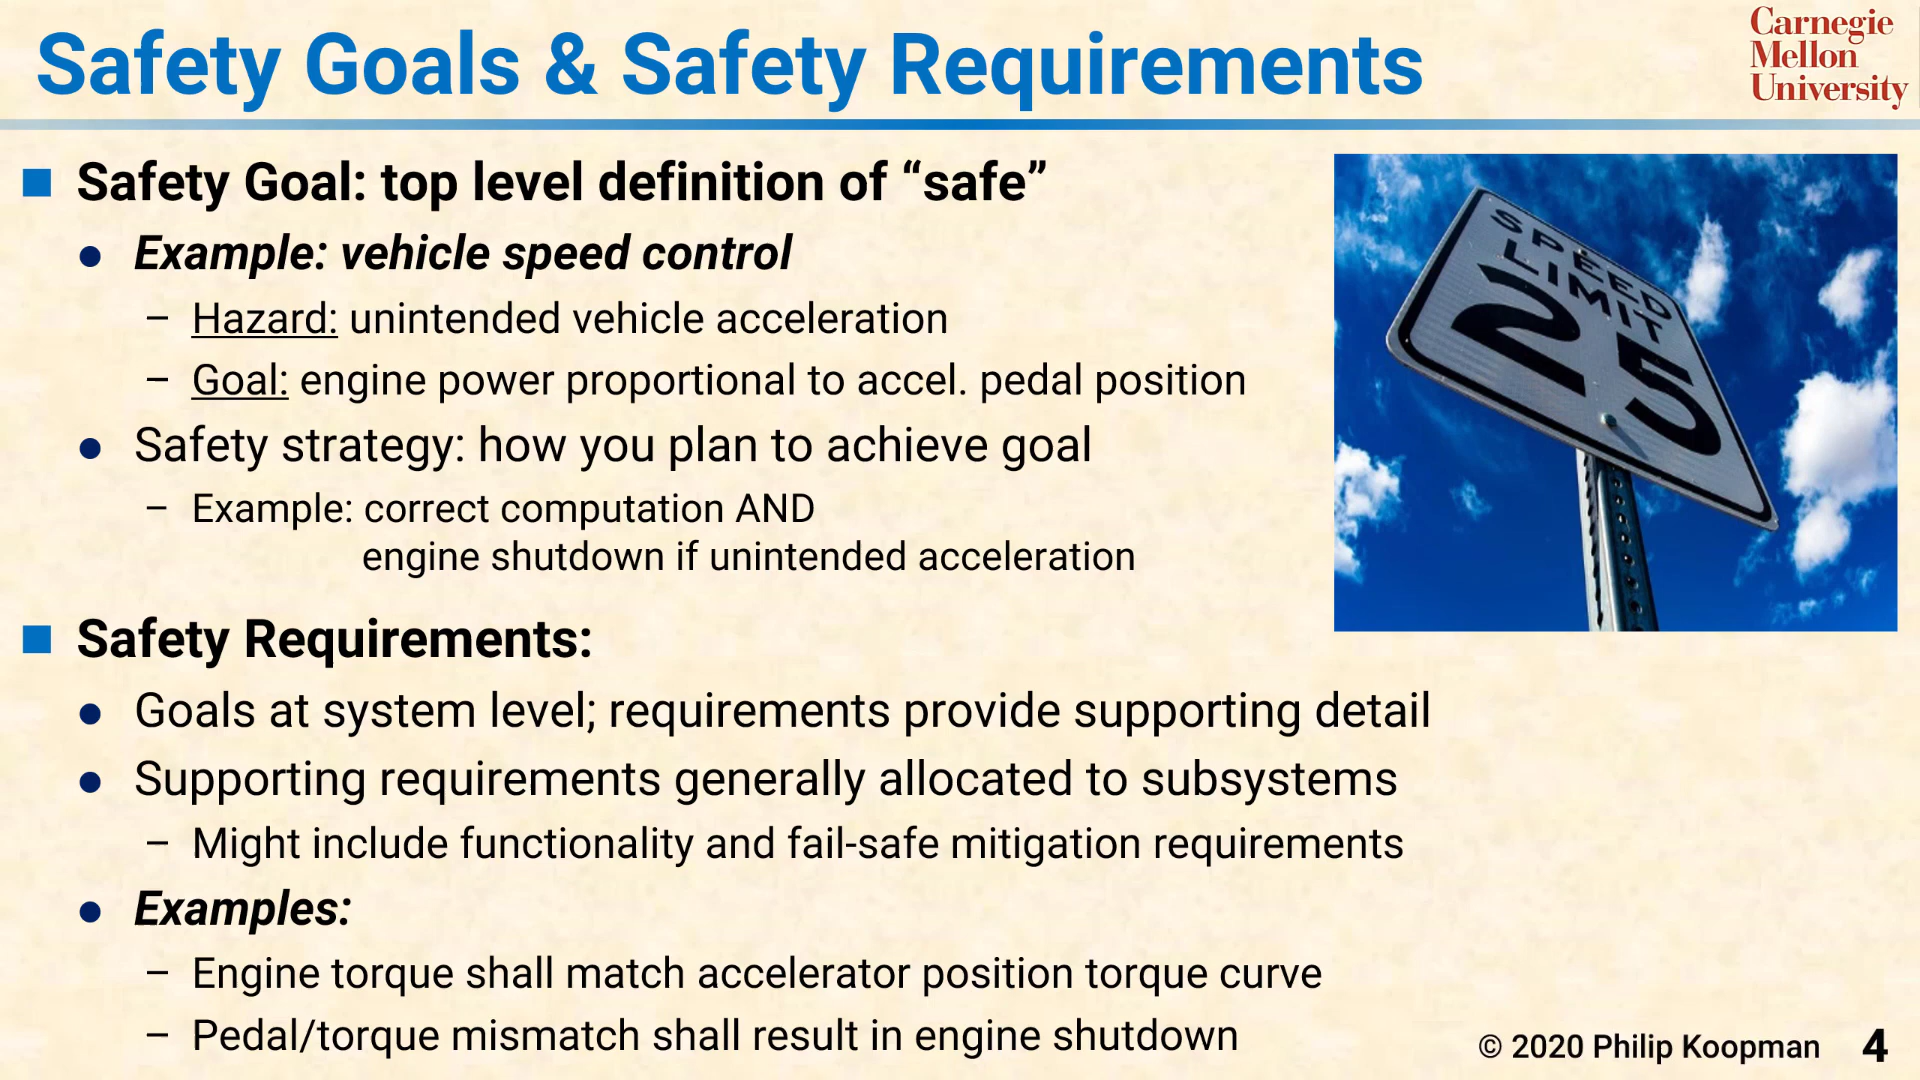 Safety Goals & Safety Requirements
Carnegie
Mellon
University
Safety Goal: top level definition of “safe”
Example: vehicle speed control
– Hazard: unintended vehicle acceleration
– Goal: engine power proportional to accel. pedal position
Safety strategy: how you plan to achieve goal
– Example: correct computation AND
engine shutdown if unintended acceleration
SPEED
LIMIT
25
Safety Requirements:
Goals at system level; requirements provide supporting detail
Supporting requirements generally allocated to subsystems
– Might include functionality and fail-safe mitigation requirements
Examples:
– Engine torque shall match accelerator position torque curve
– Pedal/torque mismatch shall result in engine shutdown
© 2020 Philip Koopman 4